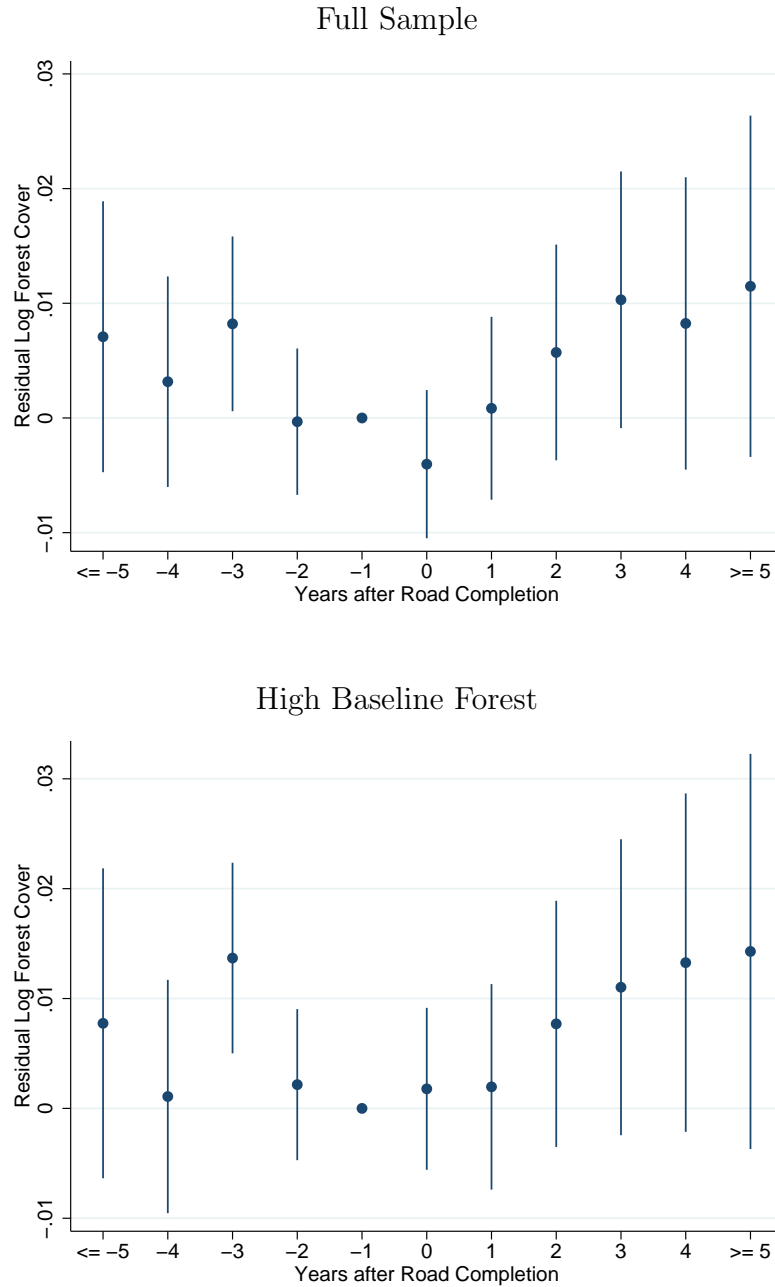 Full Sample
Residual Log Forest Cover
.03
.02
.01
0
−.01
<= −5 −4 −3 −2 −1 0 1 2 3 4 >= 5
Years after Road Completion
High Baseline Forest
Residual Log Forest Cover
.03
.02
.01
0
−.01
<= −5 −4 −3 −2 −1 0 1 2 3 4 >= 5
Years after Road Completion